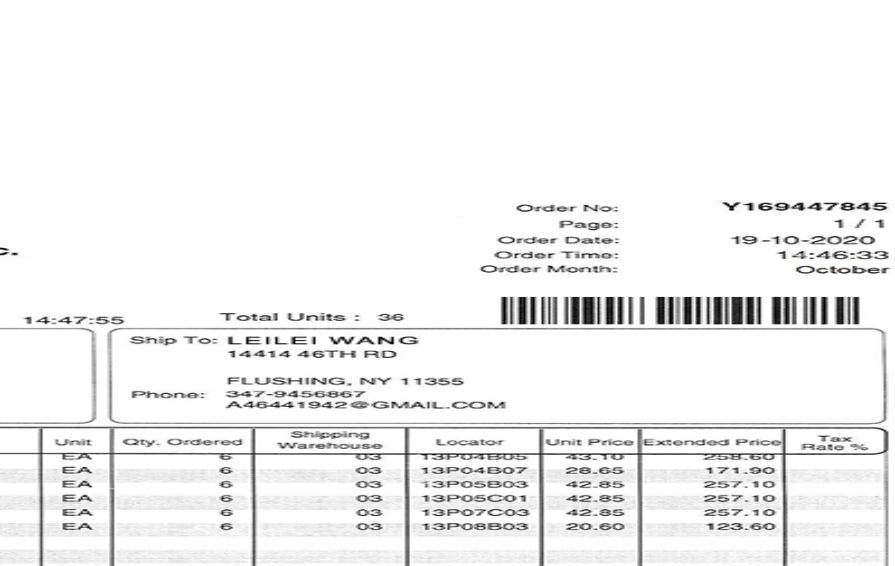 Order No: Y169447845
Page: 1 / 1
c. Order Date: 19-10-2020
Order Time: 14:46:33
Order Month: October
14:47:55 Total Units : 36
Ship To: LEILEI WANG
14414 46TH RD
FLUSHING, NY 11355
Phone: 347-9456867
A46441942@GMAIL.COM
Unit Qty. Ordered Shipping Warehouse Locator Unit Price Extended Price Tax Rate %
EA 6 03 13P04B05 43.10 258.60
EA 6 03 13P04B07 28.65 171.90
EA 6 03 13P05B03 42.85 257.10
EA 6 03 13P05C01 42.85 257.10
EA 6 03 13P07C03 42.85 257.10
EA 6 03 13P08B03 20.60 123.60